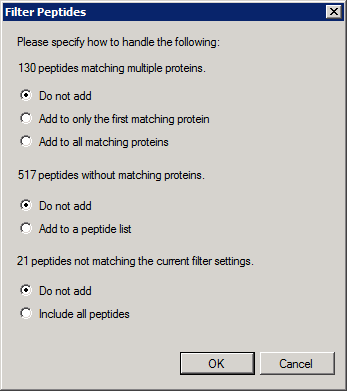 Filter Peptides
Please specify how to handle the following:
130 peptides matching multiple proteins.
Do not add
Add to only the first matching protein
Add to all matching proteins
517 peptides without matching proteins.
Do not add
Add to a peptide list
21 peptides not matching the current filter settings.
Do not add
Include all peptides
OK Cancel